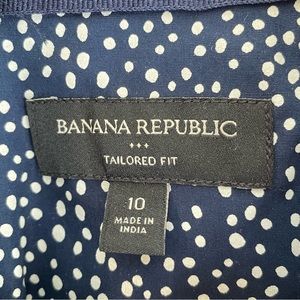 BANANA REPUBLIC
TAILORED FIT
10
MADE IN
INDIA